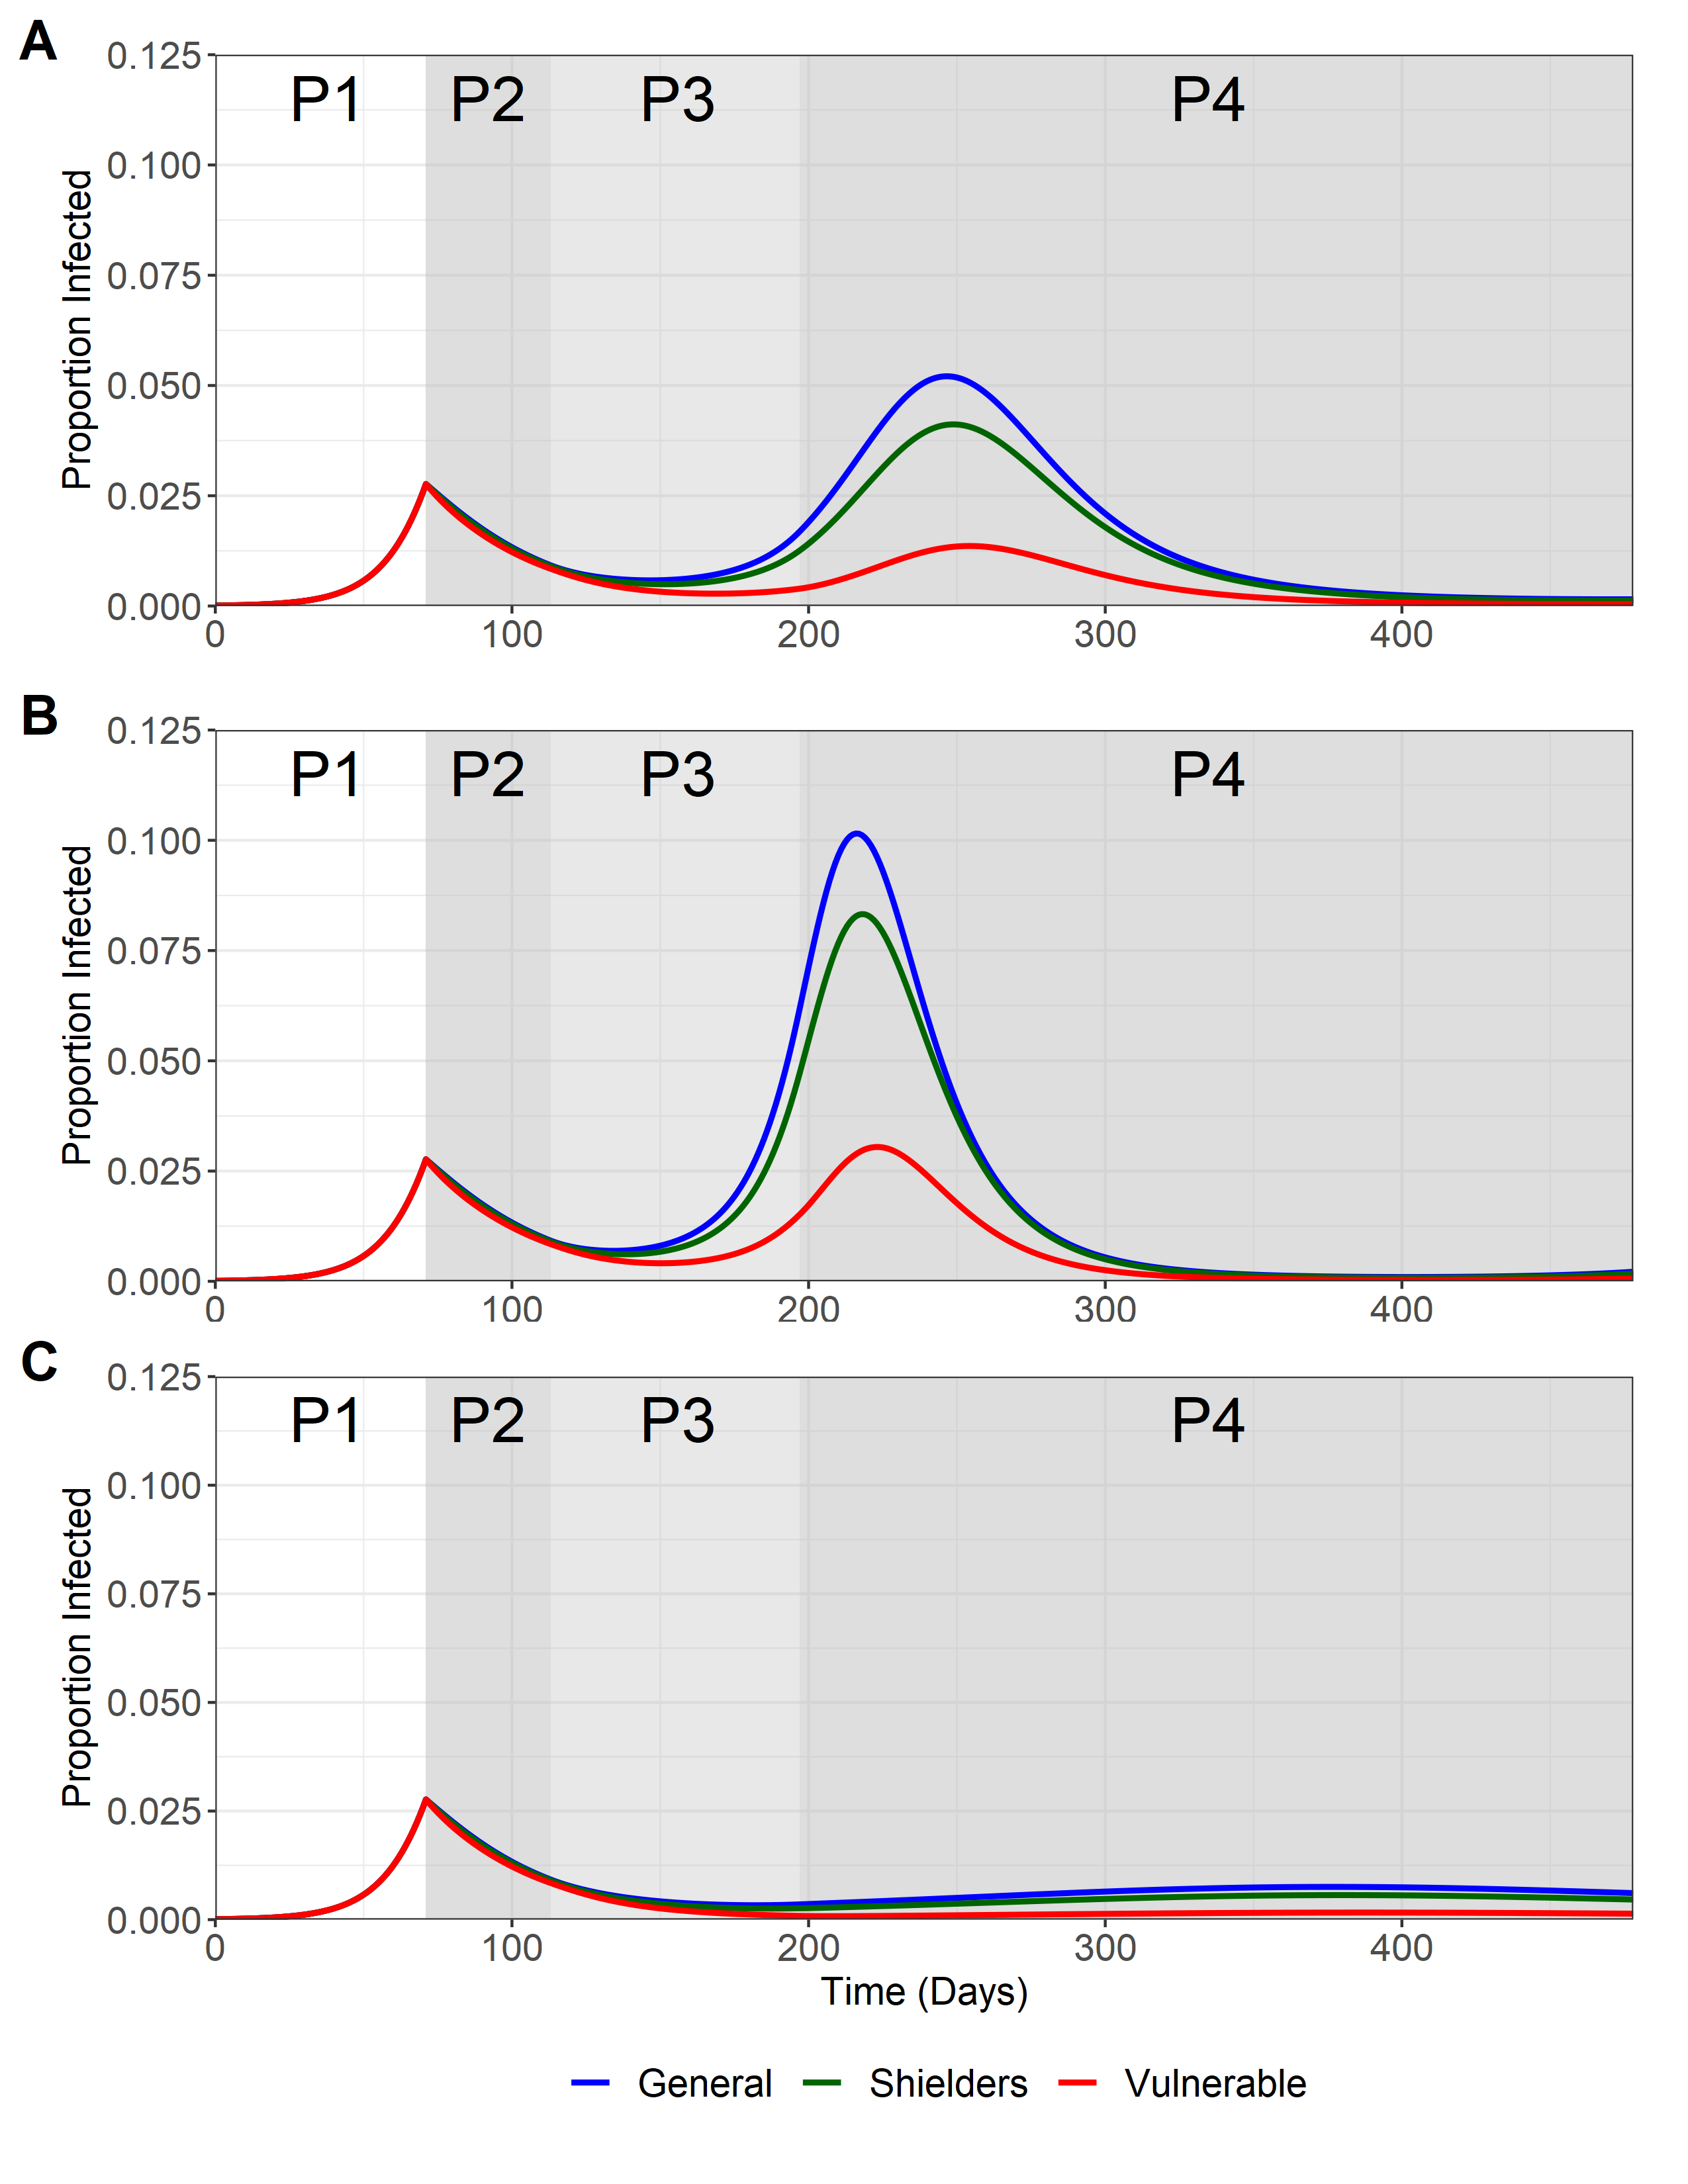 A
0.125
P1 P2 P3 P4
0.100
0.075
0.050
0.025
0.000
Proportion Infected
0 100 200 300 400
B
0.125
P1 P2 P3 P4
0.100
0.075
0.050
0.025
0.000
Proportion Infected
0 100 200 300 400
C
0.125
P1 P2 P3 P4
0.100
0.075
0.050
0.025
0.000
Proportion Infected
0 100 200 300 400
Time (Days)
General Shielders Vulnerable